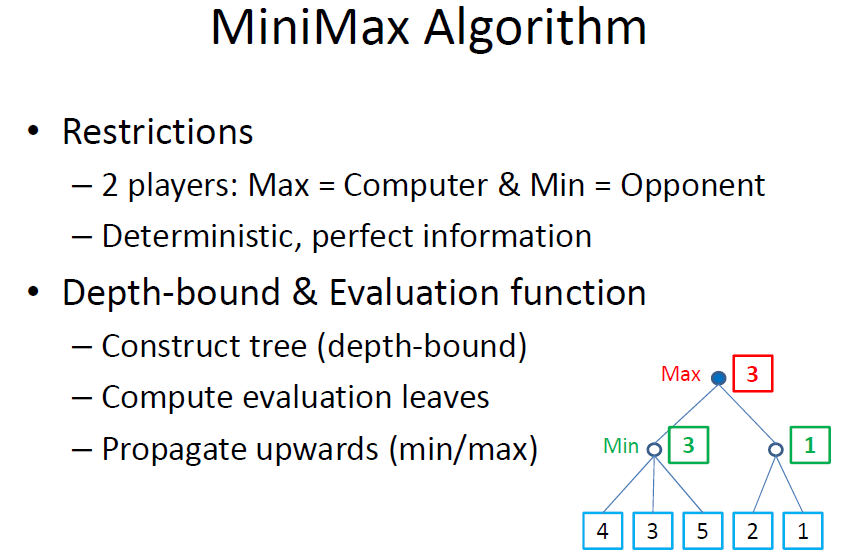 MiniMax Algorithm
• Restrictions
– 2 players: Max = Computer & Min = Opponent
– Deterministic, perfect information
• Depth-bound & Evaluation function
– Construct tree (depth-bound)
– Compute evaluation leaves
– Propagate upwards (min/max)
Max 3
Min 3 1
4 3 5 2 1